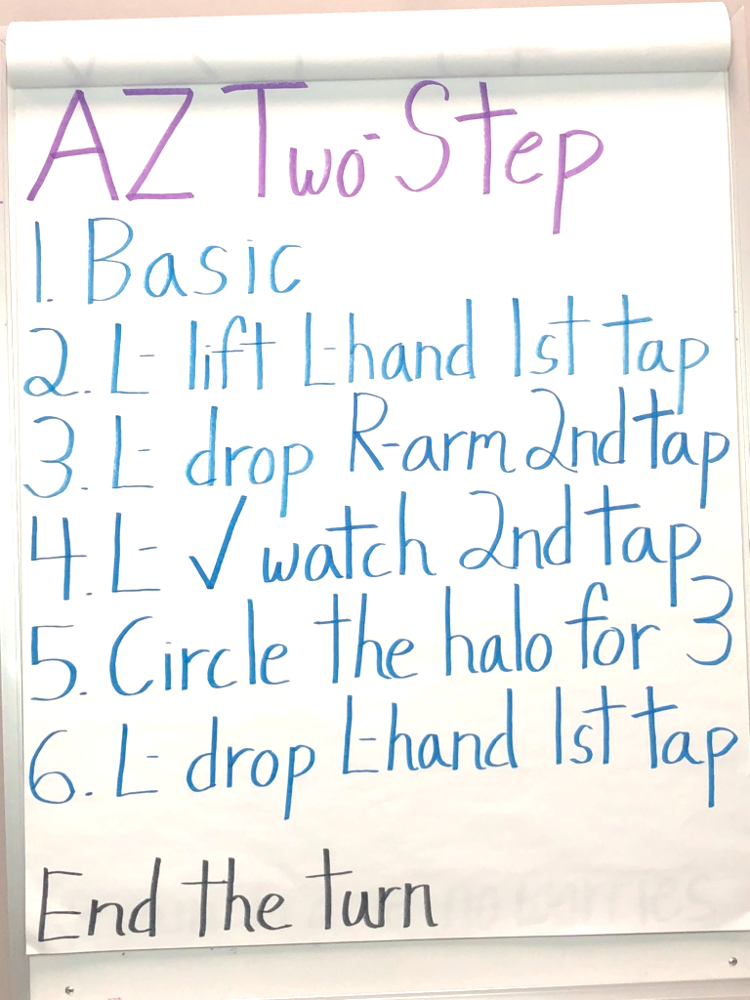 AZ Two-Step
1. Basic
2. L- lift L-hand 1st tap
3. L- drop R-arm 2nd tap
4. L- ✓ watch 2nd tap
5. Circle the halo for 3
6. L- drop L-hand 1st tap
End the turn